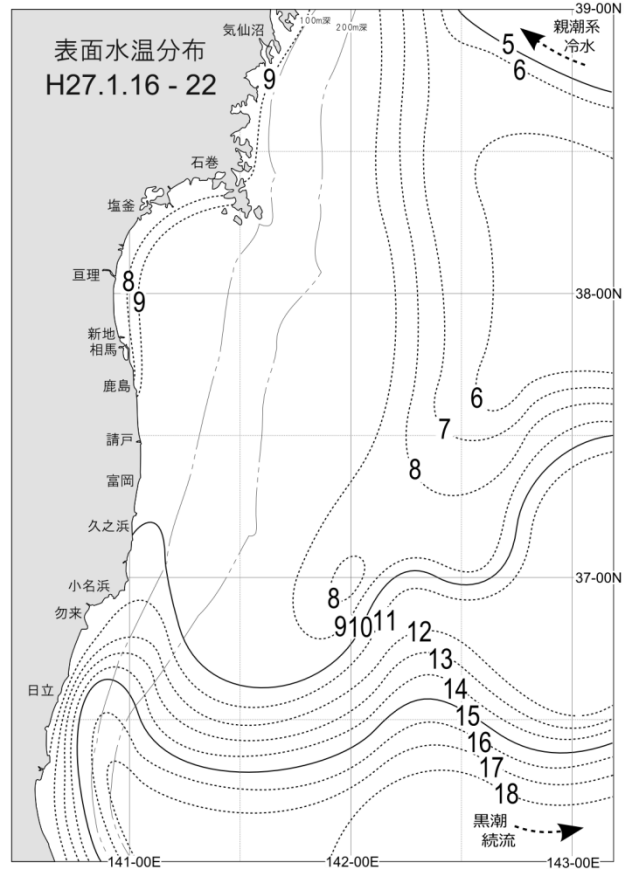 39-00N
気仙沼
100m深
200m深
親潮系
冷水
表面水温分布
H27.1.16 - 22
5
6
9
石巻
塩釜
亘理
8
9
38-00N
新地
相馬
鹿島
6
請戸
7
富岡
8
久之浜
37-00N
小名浜
8
勿来
9
10
11
12
13
日立
14
15
16
17
18
黒潮
続流
141-00E
142-00E
143-00E